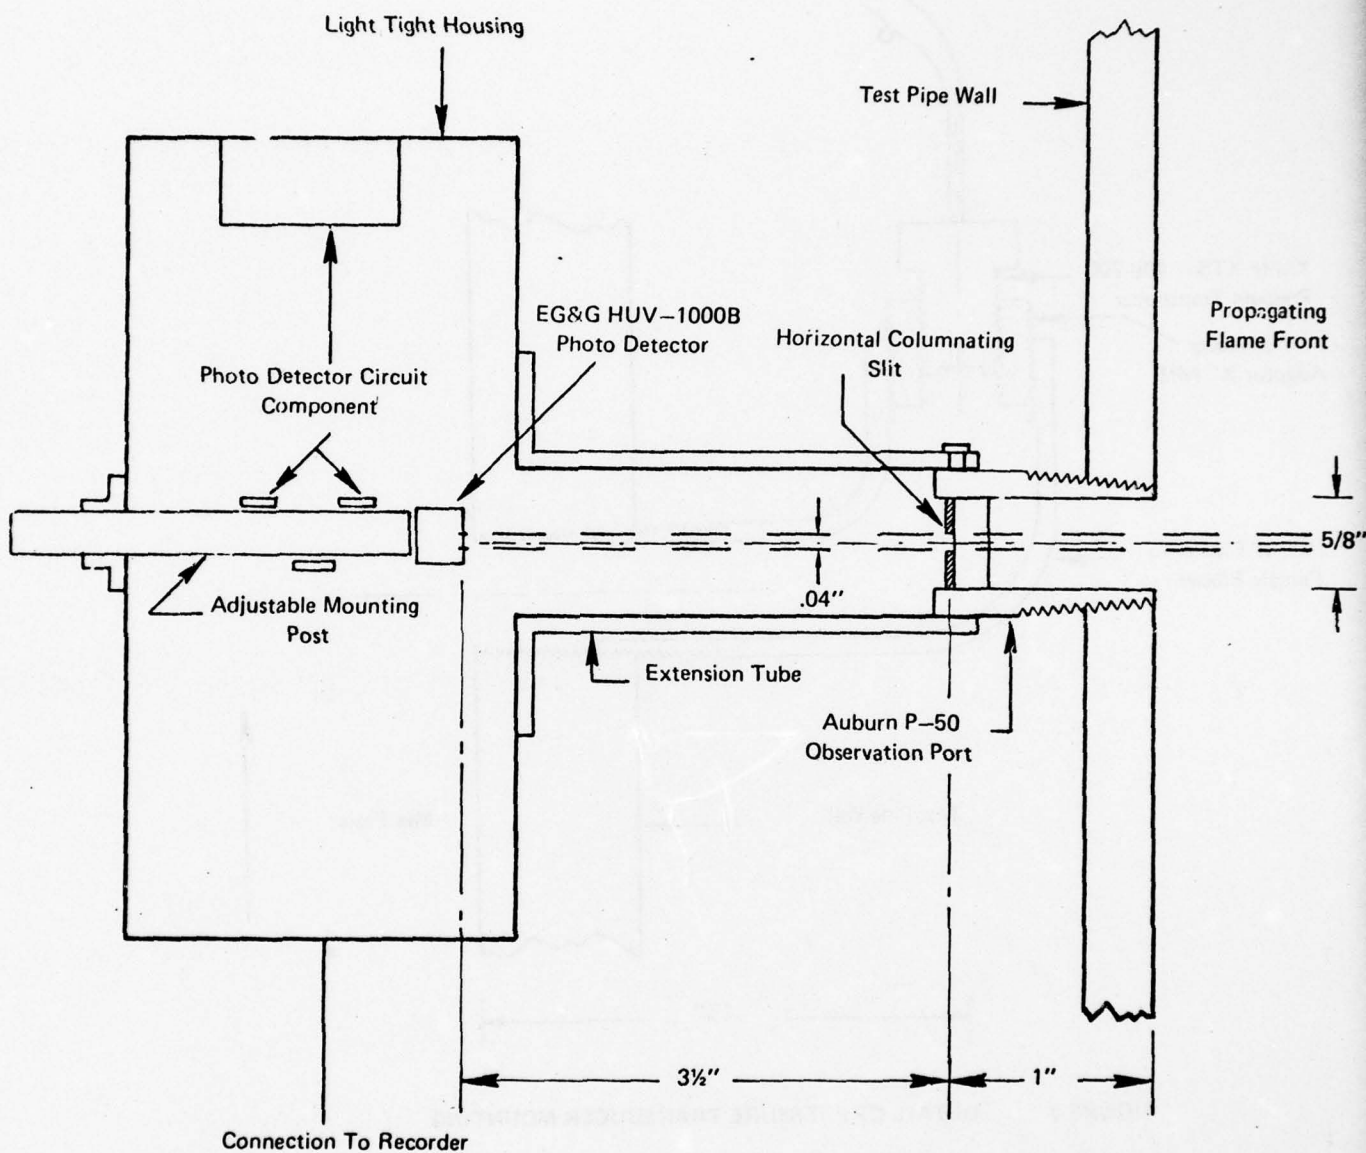 Light Tight Housing
Test Pipe Wall
EG&G HUV–1000B
Photo Detector
Horizontal Columnating
Slit
Propagating
Flame Front
Photo Detector Circuit
Component
5/8"
.04"
Adjustable Mounting
Post
Extension Tube
Auburn P–50
Observation Port
3½"
1"
Connection To Recorder